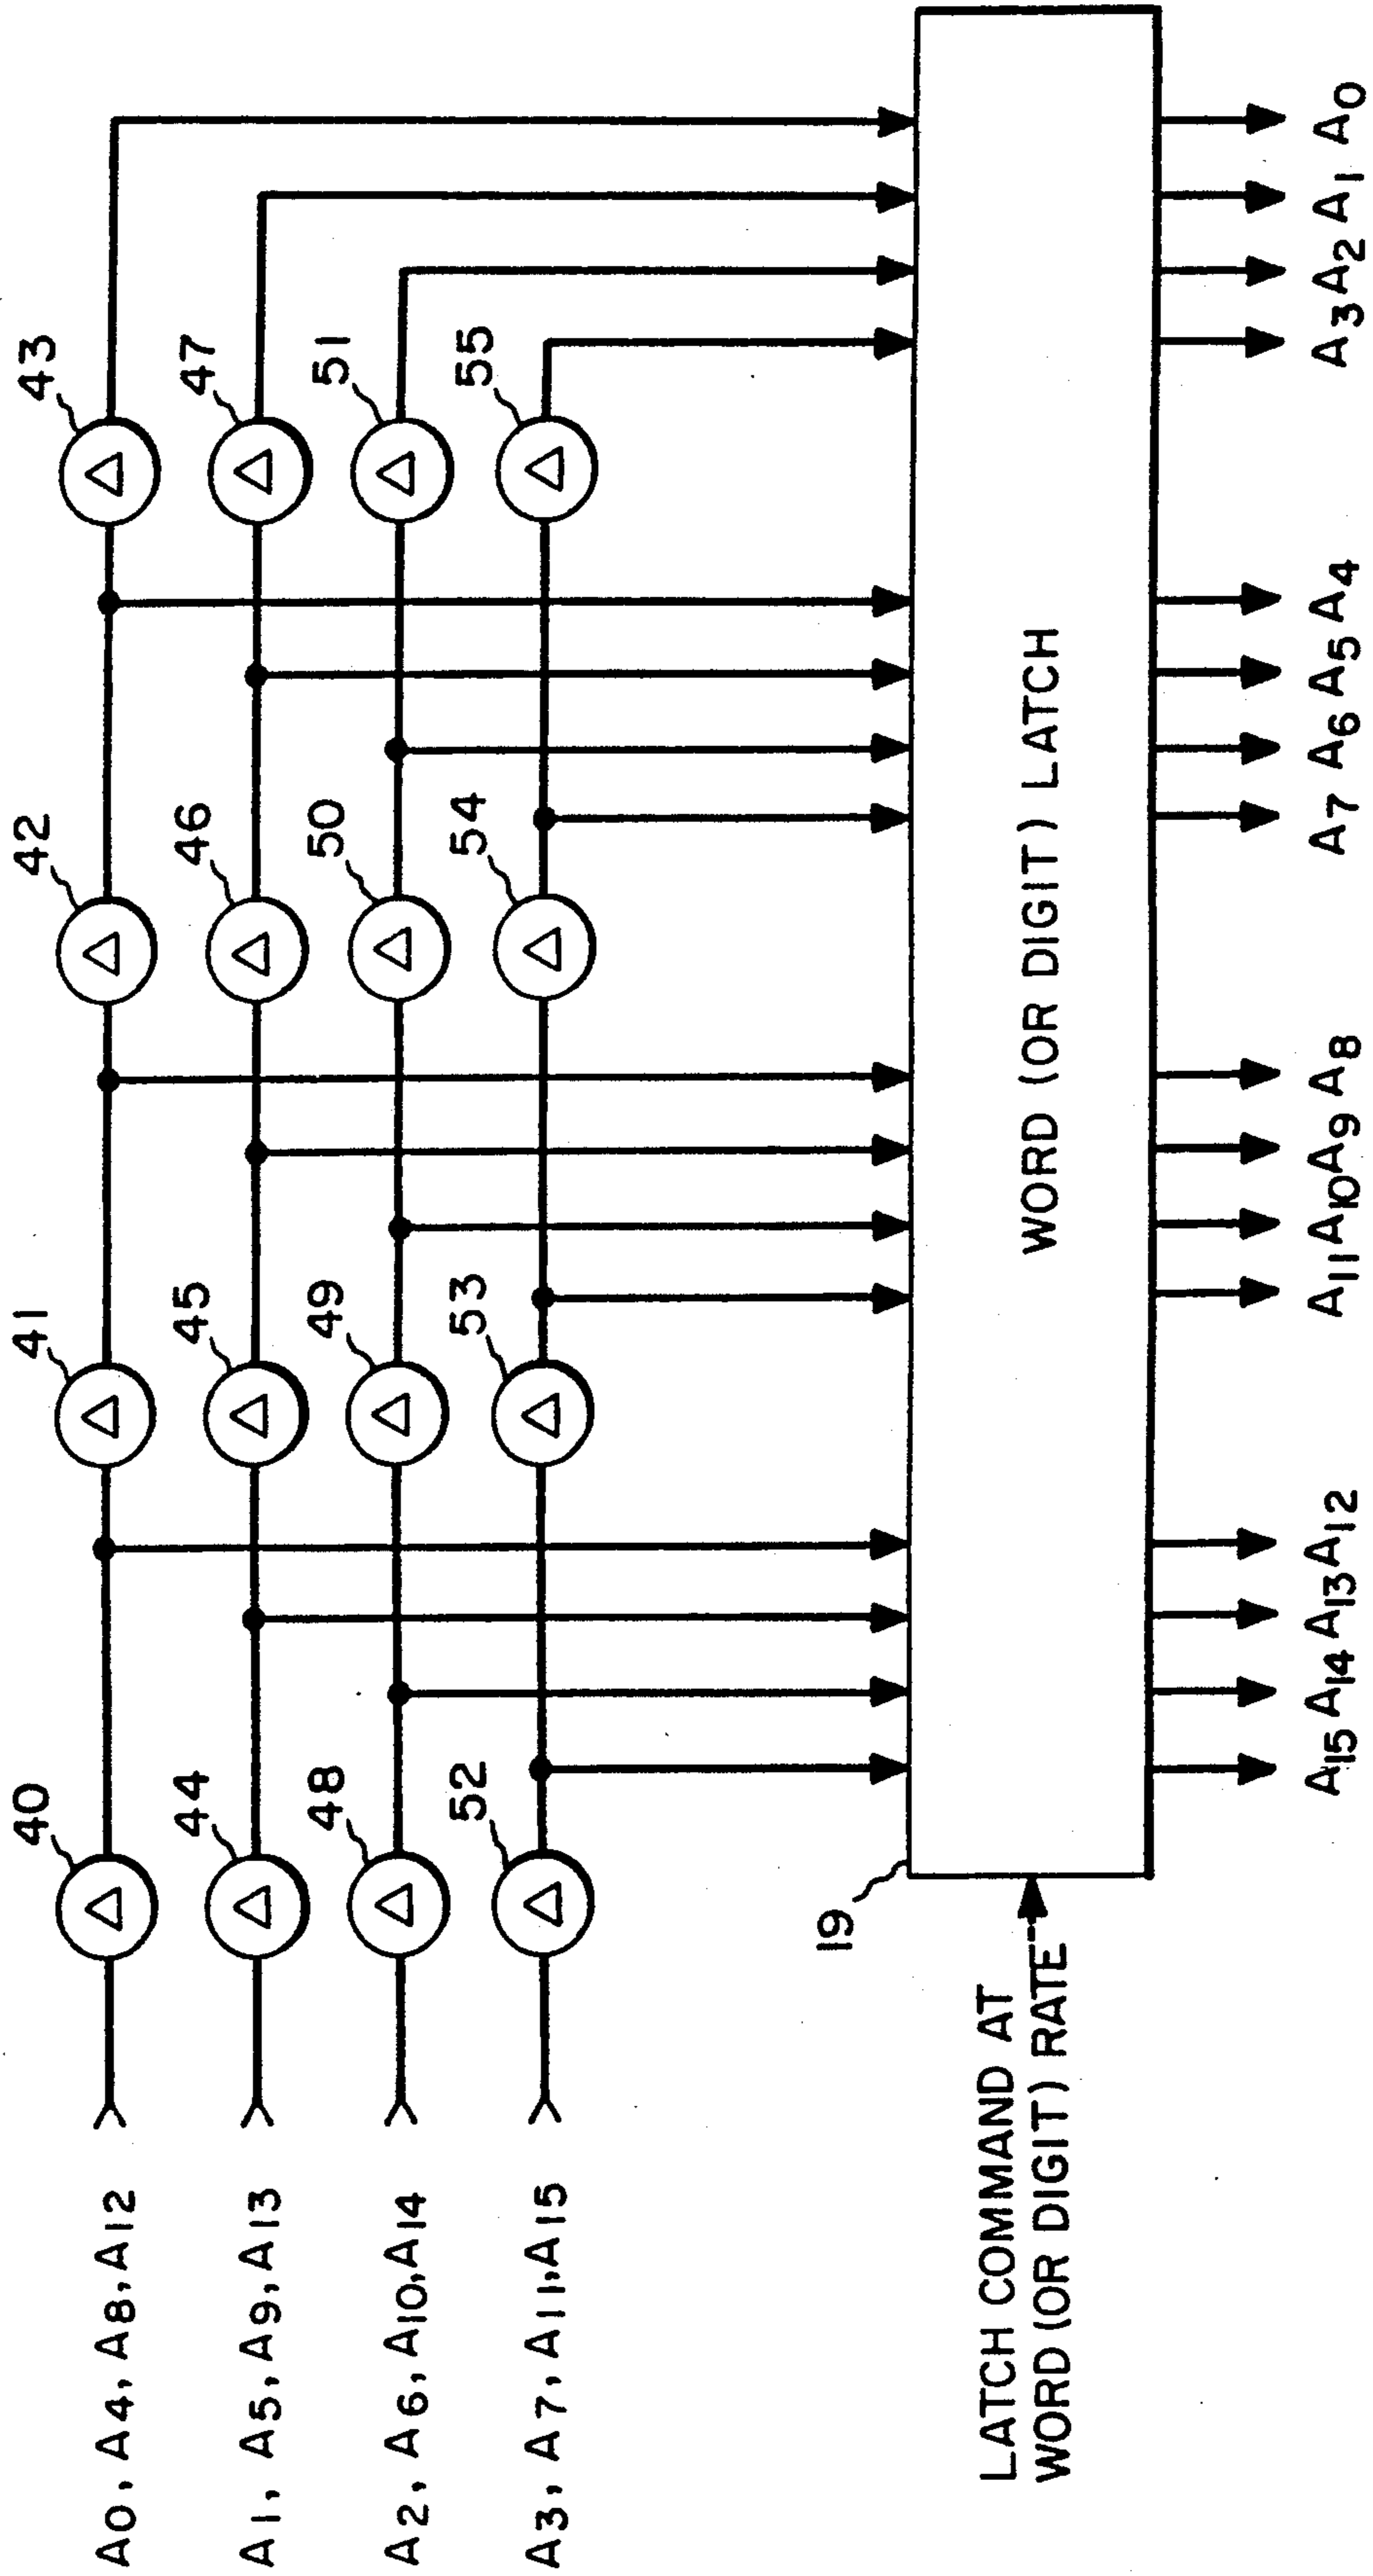 43
47
51
55
42
46
50
54
41
45
49
53
40
44
48
52
A0, A4, A8, A12
A1, A5, A9, A13
A2, A6, A10, A14
A3, A7, A11, A15
19
WORD (OR DIGIT) LATCH
LATCH COMMAND AT
WORD (OR DIGIT) RATE
A15 A14 A13 A12
A11 A10 A9 A8
A7 A6 A5 A4
A3 A2 A1 A0